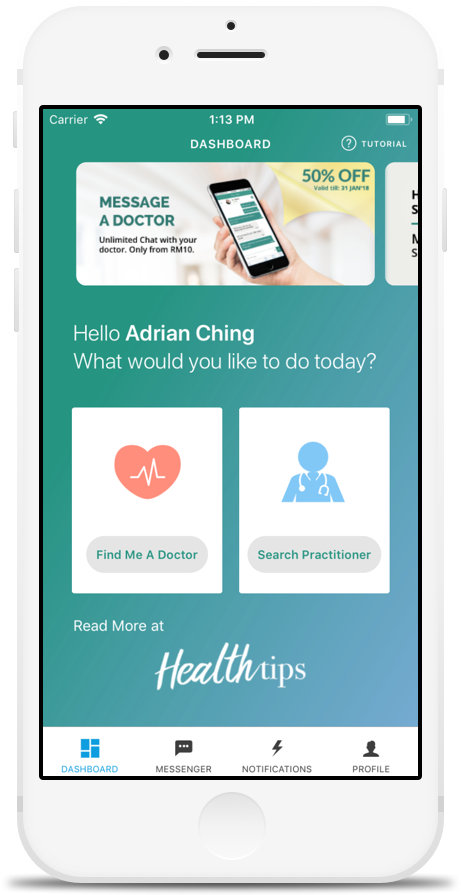 Carrier
1:13 PM
DASHBOARD
? TUTORIAL
MESSAGE
A DOCTOR
Unlimited Chat with your
doctor. Only from RM10.
50% OFF
Valid till: 31 JAN'18
Hello Adrian Ching
What would you like to do today?
Find Me A Doctor
Search Practitioner
Read More at
Healthtips
DASHBOARD
MESSENGER
NOTIFICATIONS
PROFILE